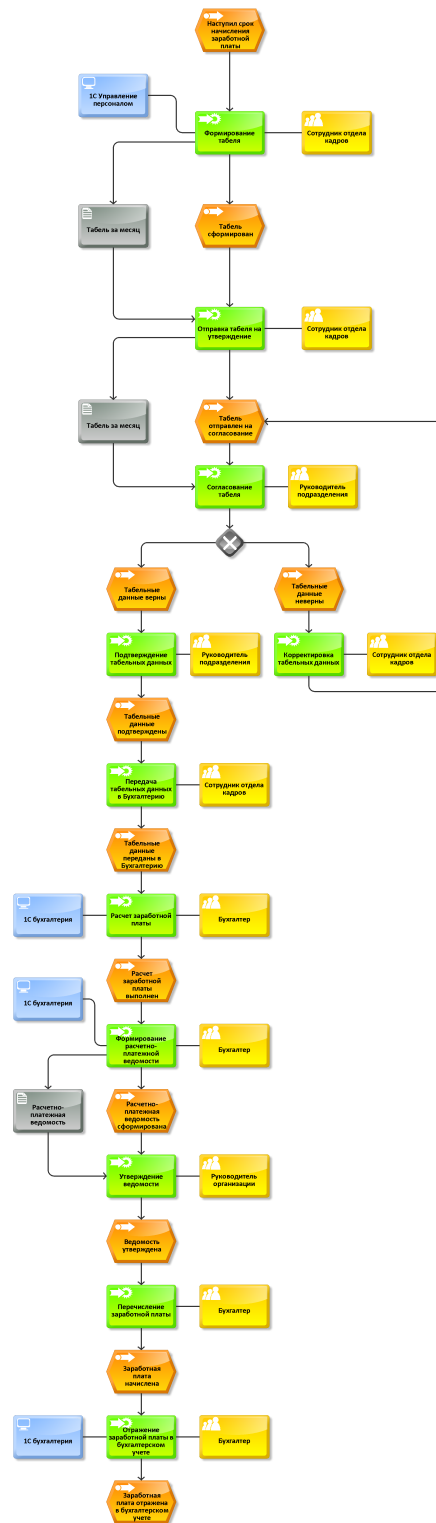 Наступил срок
начисления
заработной
платы
1С Управление
персоналом
Формирование
табеля
Сотрудник отдела
кадров
Табель за месяц
Табель
сформирован
Отправка табеля на
утверждение
Сотрудник отдела
кадров
Табель за месяц
Табель
отправлен на
согласование
Согласование
табеля
Руководитель
подразделения
Табельные
данные верны
Табельные
данные
неверны
Подтверждение
табельных данных
Руководитель
подразделения
Корректировка
табельных данных
Сотрудник отдела
кадров
Табельные
данные
подтверждены
Передача
табельных данных
в Бухгалтерию
Сотрудник отдела
кадров
Табельные
данные
переданы в
Бухгалтерию
1С бухгалтерия
Расчет заработной
платы
Бухгалтер
Расчет
заработной
платы
выполнен
1С бухгалтерия
Формирование
расчетно-
платежной
ведомости
Бухгалтер
Расчетно-
платежная
ведомость
Расчетно-
платежная
ведомость
сформирована
Утверждение
ведомости
Руководитель
организации
Ведомость
утверждена
Перечисление
заработной платы
Бухгалтер
Заработная
плата
начислена
1С бухгалтерия
Отражение
заработной платы в
бухгалтерском
учете
Бухгалтер
Заработная
плата отражена
в бухгалтерском
учете